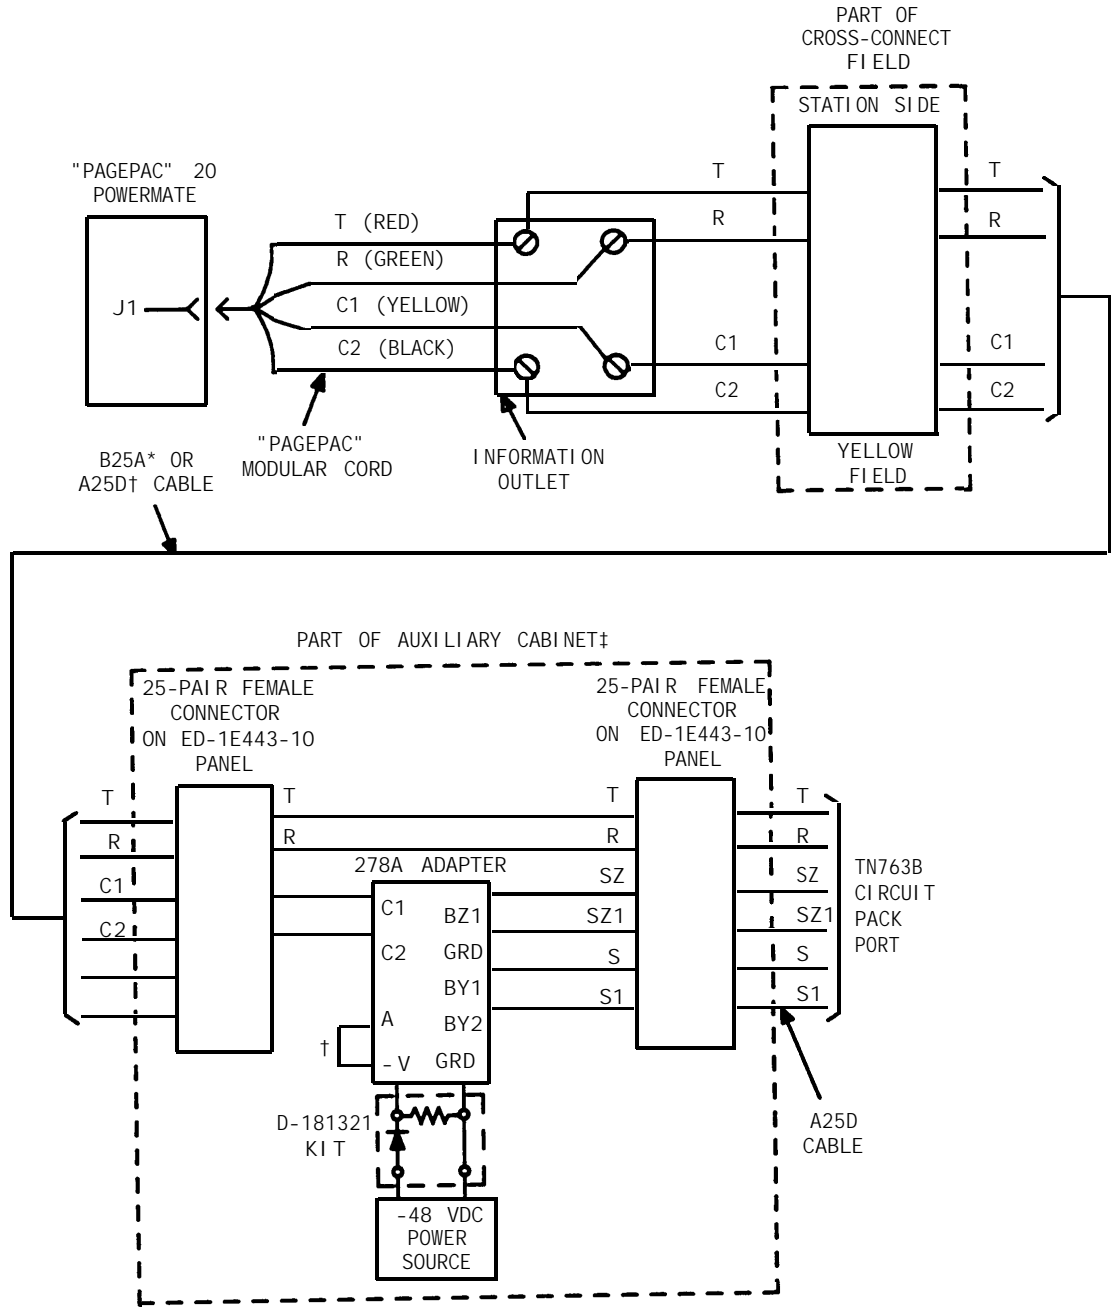 PART OF
CROSS-CONNECT
FIELD
STATION SIDE
"PAGEPAC" 20
POWERMATE
J1
T (RED)
R (GREEN)
C1 (YELLOW)
C2 (BLACK)
T
R
C1
C2
T
R
C1
C2
"PAGEPAC"
MODULAR CORD
INFORMATION
OUTLET
YELLOW
FIELD
B25A* OR
A25D† CABLE
PART OF AUXILIARY CABINET‡
25-PAIR FEMALE
CONNECTOR
ON ED-1E443-10
PANEL
25-PAIR FEMALE
CONNECTOR
ON ED-1E443-10
PANEL
T
R
C1
C2
T
R
278A ADAPTER
C1
C2
A
-V
†
BZ1
GRD
BY1
BY2
GRD
T
R
SZ
SZ1
S
S1
T
R
SZ
SZ1
S
S1
TN763B
CIRCUIT
PACK
PORT
D-181321
KIT
A25D
CABLE
-48 VDC
POWER
SOURCE